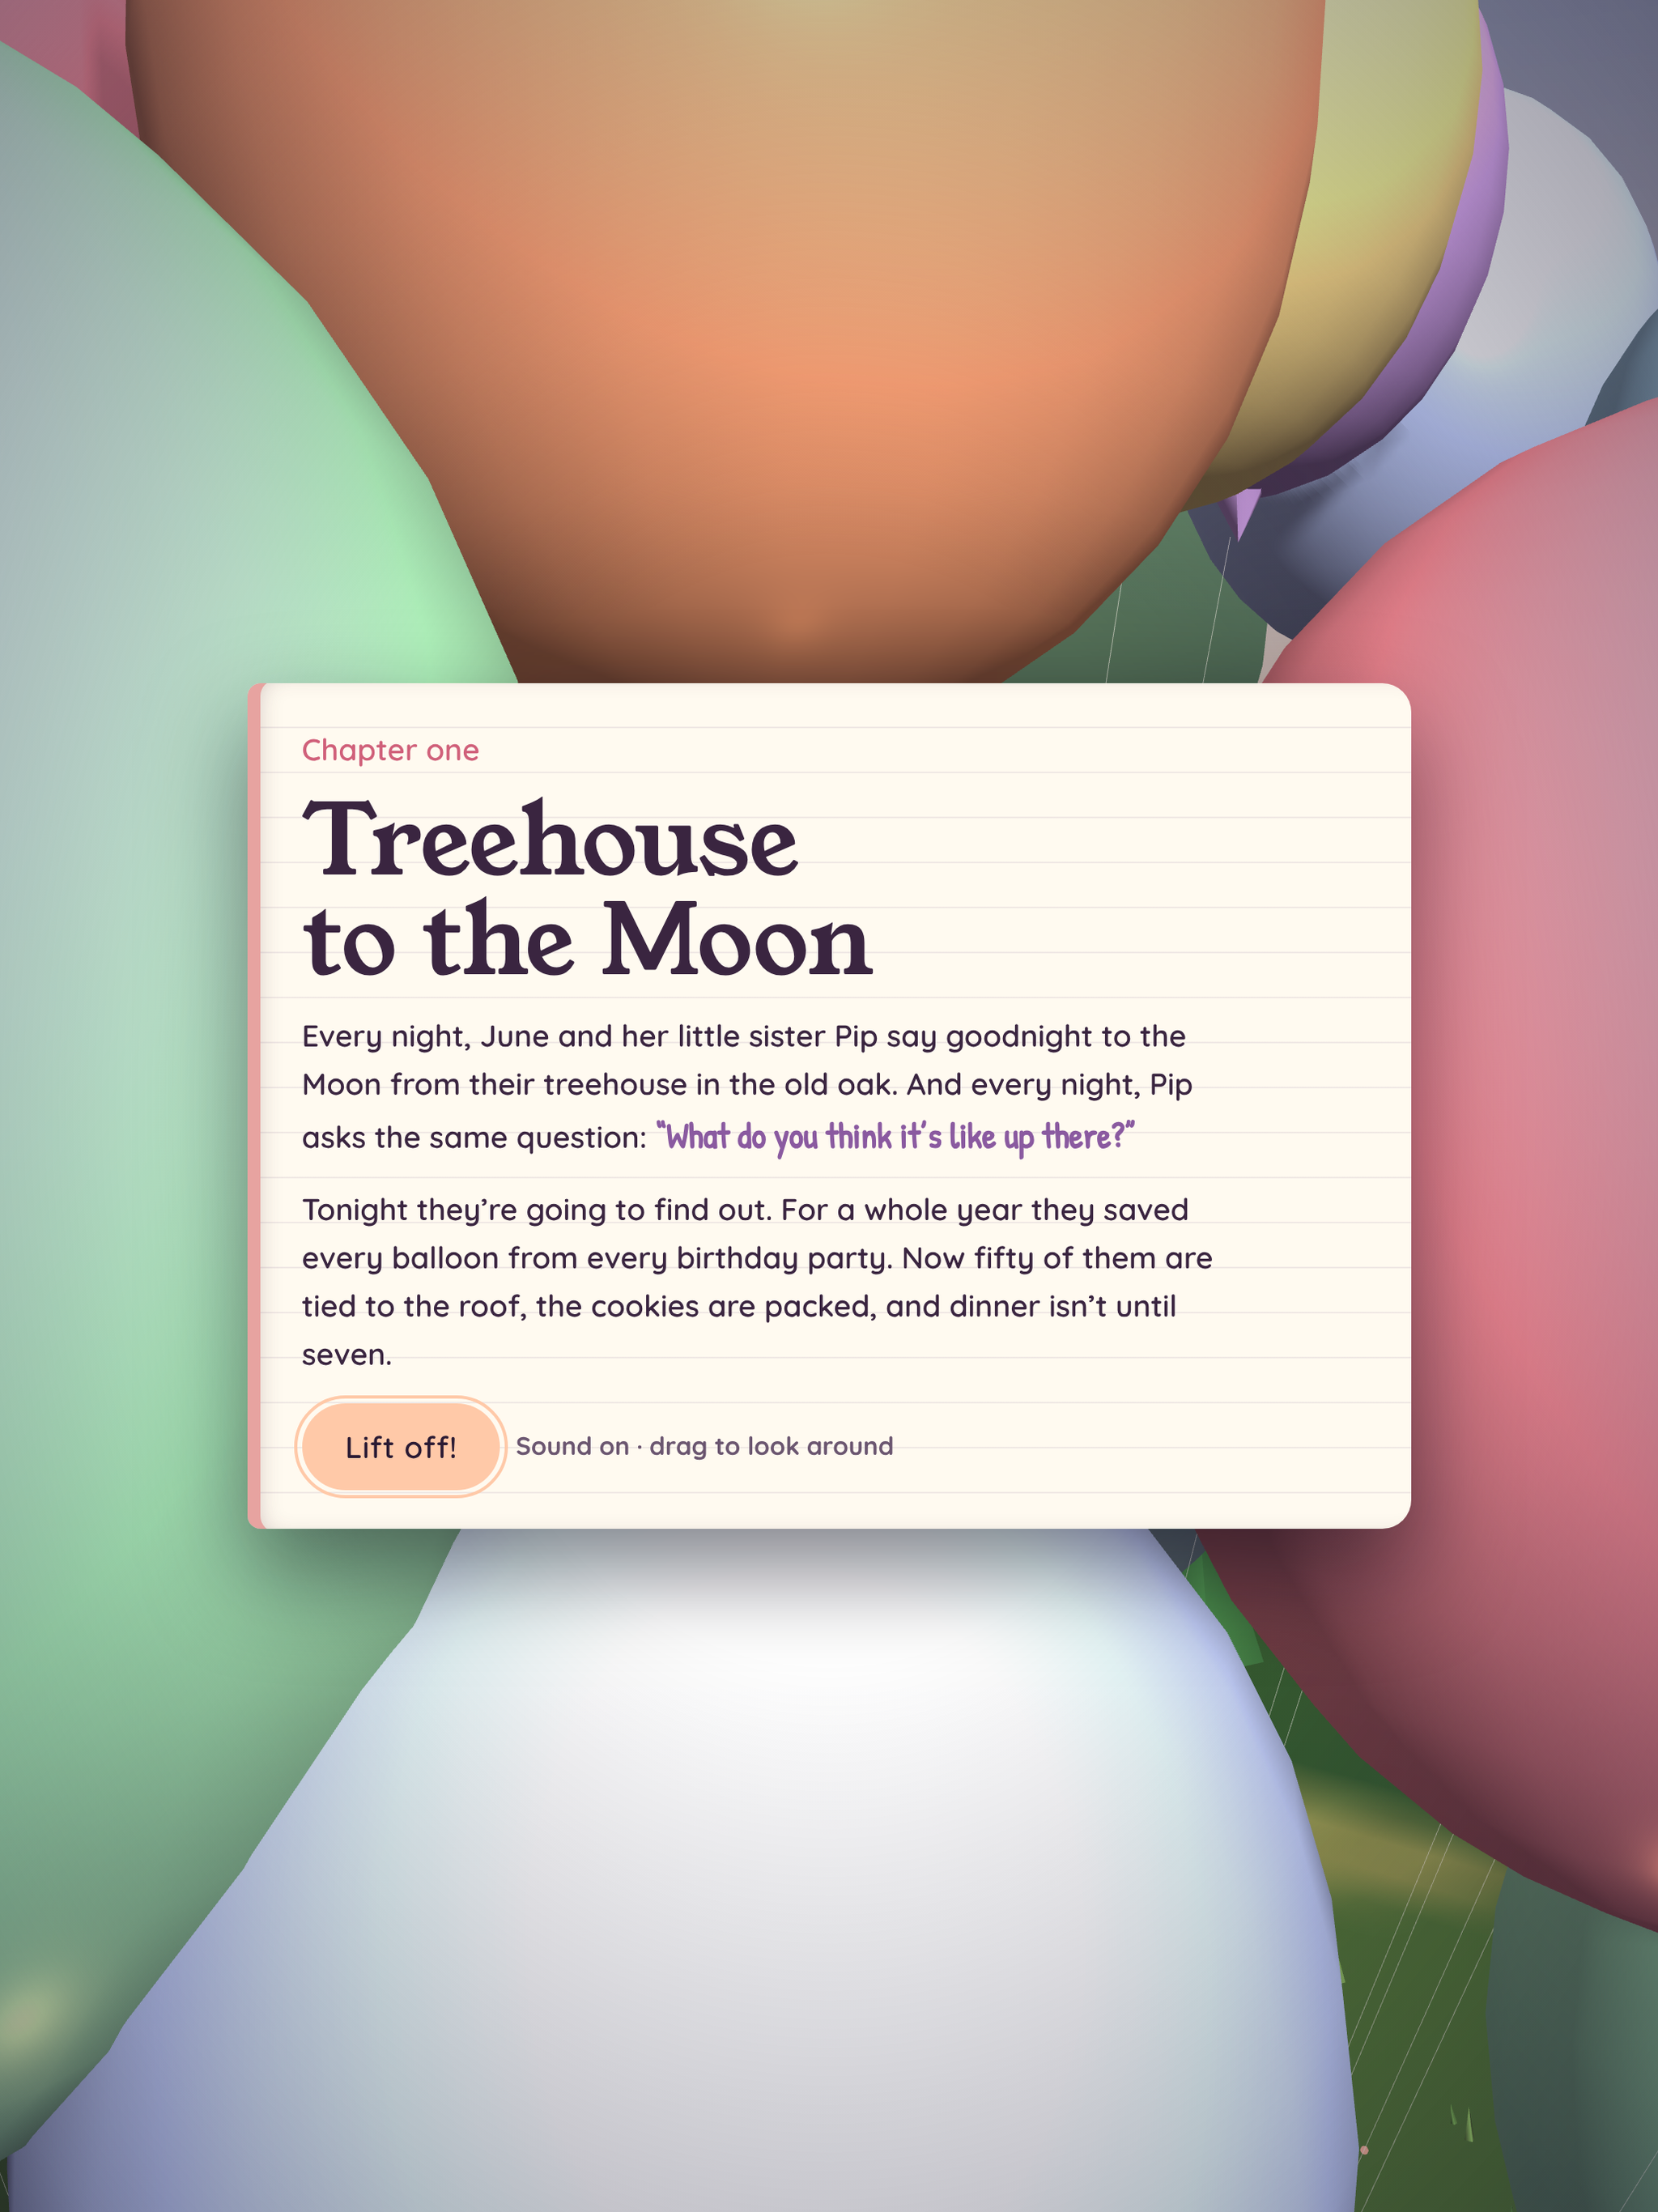 Chapter one
Treehouse
to the Moon
Every night, June and her little sister Pip say goodnight to the
Moon from their treehouse in the old oak. And every night, Pip
asks the same question: “What do you think it’s like up there?”
Tonight they’re going to find out. For a whole year they saved
every balloon from every birthday party. Now fifty of them are
tied to the roof, the cookies are packed, and dinner isn’t until
seven.
Lift off! Sound on · drag to look around